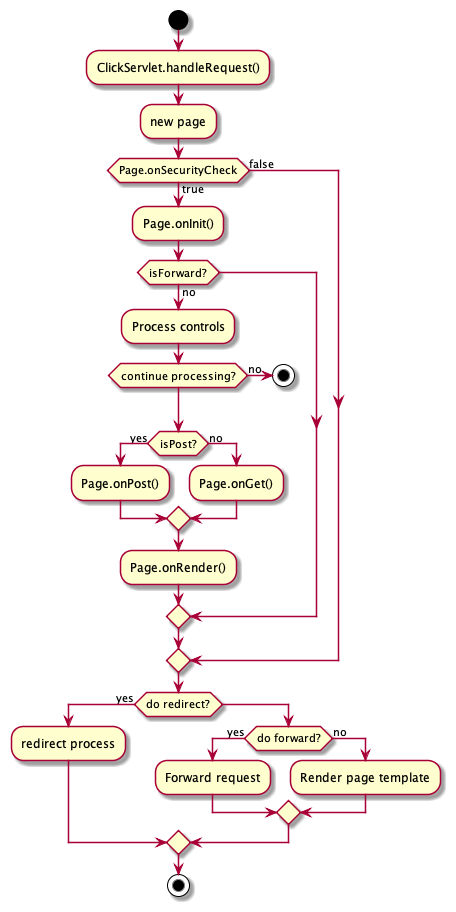 ClickServlet.handleRequest()
new page
Page.onSecurityCheck
false
true
Page.onInit()
isForward?
no
Process controls
continue processing?
no
yes
isPost?
no
Page.onPost()
Page.onGet()
Page.onRender()
yes
do redirect?
redirect process
yes
do forward?
no
Forward request
Render page template